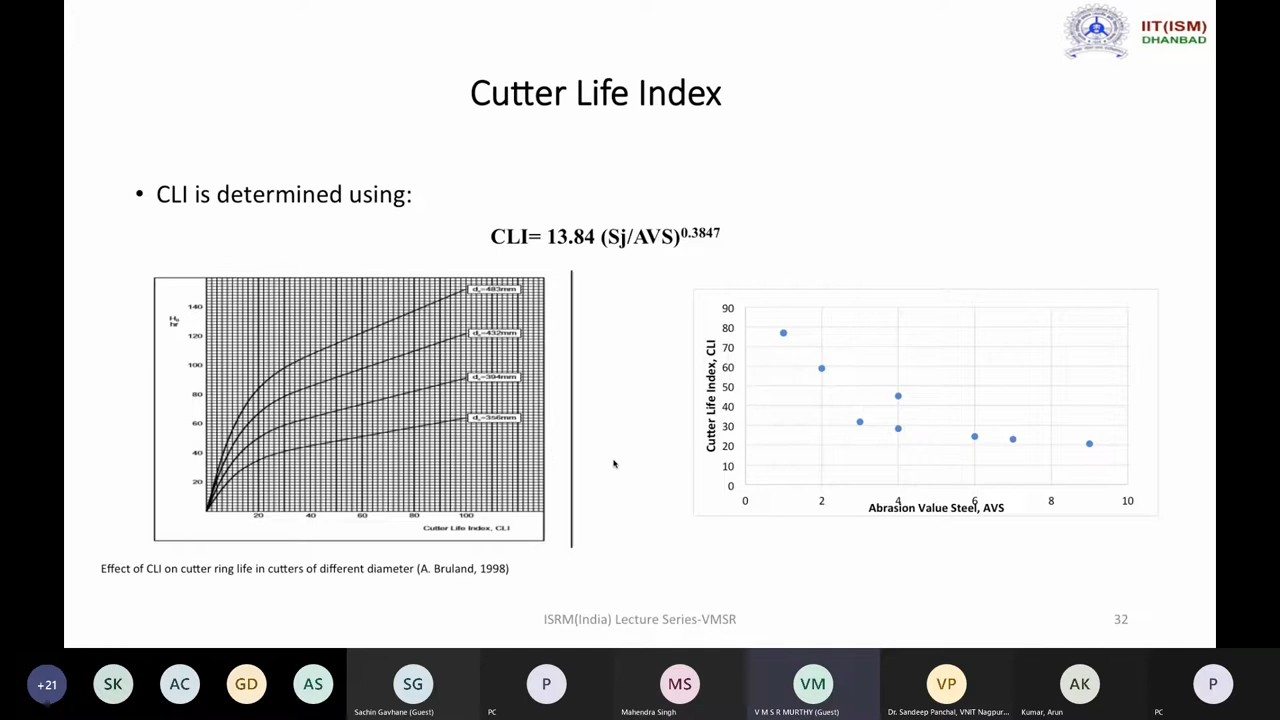 IIT(ISM)
DHANBAD
Cutter Life Index
• CLI is determined using:
CLI= 13.84 (Sj/AVS)^0.3847
140
120
100
80
60
40
20
hr
20 40 60 80 100
Cutter Life Index, CLI
Effect of CLI on cutter ring life in cutters of different diameter (A. Bruland, 1998)
90
80
70
60
50
40
30
20
10
0
Cutter Life Index, CLI
0 2 4 6 8 10
Abrasion Value Steel, AVS
ISRM(India) Lecture Series-VMSR
32
+21
SK
AC
GD
AS
SG
P
MS
VM
VP
AK
P
Sachin Gavhane (Guest)
PC
Mahendra Singh
V M S R MURTHY (Guest)
Dr. Sandeep Panchal, VNIT Nagpur...
Kumar, Arun
PC